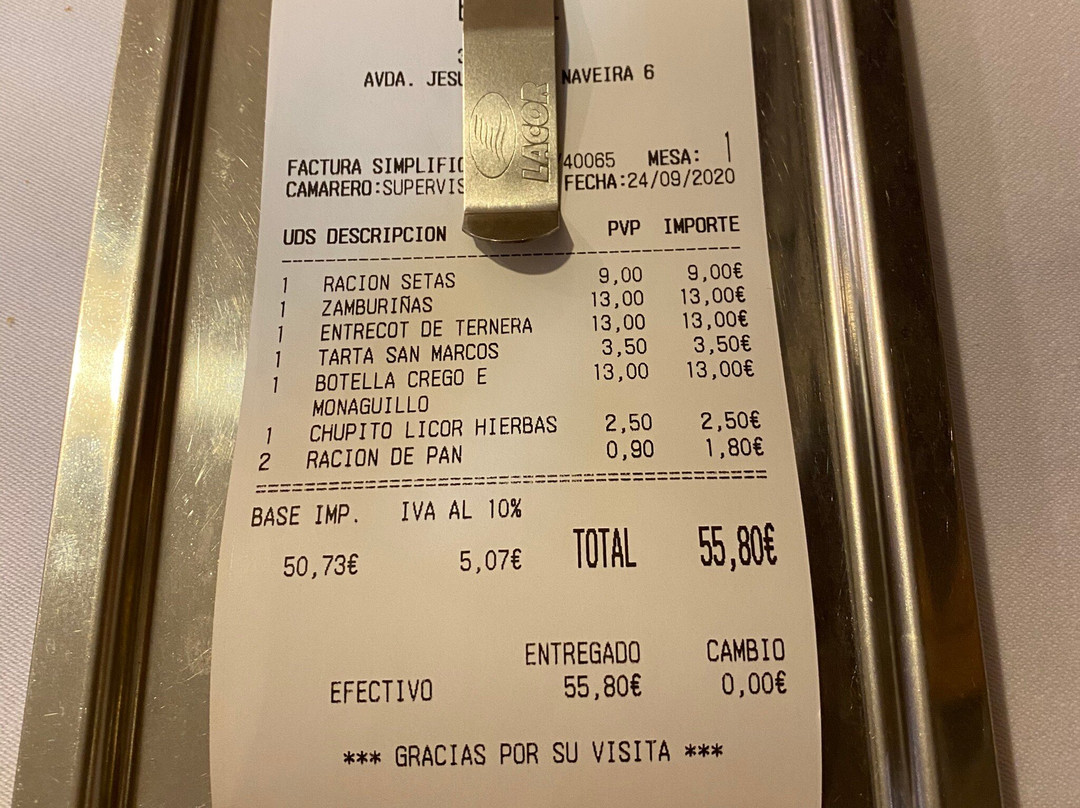 AVDA. JESU NAVEIRA 6
LACOR
FACTURA SIMPLIFIC 40065 MESA: 1
CAMARERO:SUPERVIS FECHA:24/09/2020
UDS DESCRIPCION PVP IMPORTE
1 RACION SETAS 9,00 9,00€
1 ZAMBURIÑAS 13,00 13,00€
1 ENTRECOT DE TERNERA 13,00 13,00€
1 TARTA SAN MARCOS 3,50 3,50€
1 BOTELLA CREGO E 13,00 13,00€
MONAGUILLO
1 CHUPITO LICOR HIERBAS 2,50 2,50€
2 RACION DE PAN 0,90 1,80€
BASE IMP. IVA AL 10%
50,73€ 5,07€ TOTAL 55,80€
ENTREGADO CAMBIO
EFECTIVO 55,80€ 0,00€
*** GRACIAS POR SU VISITA ***